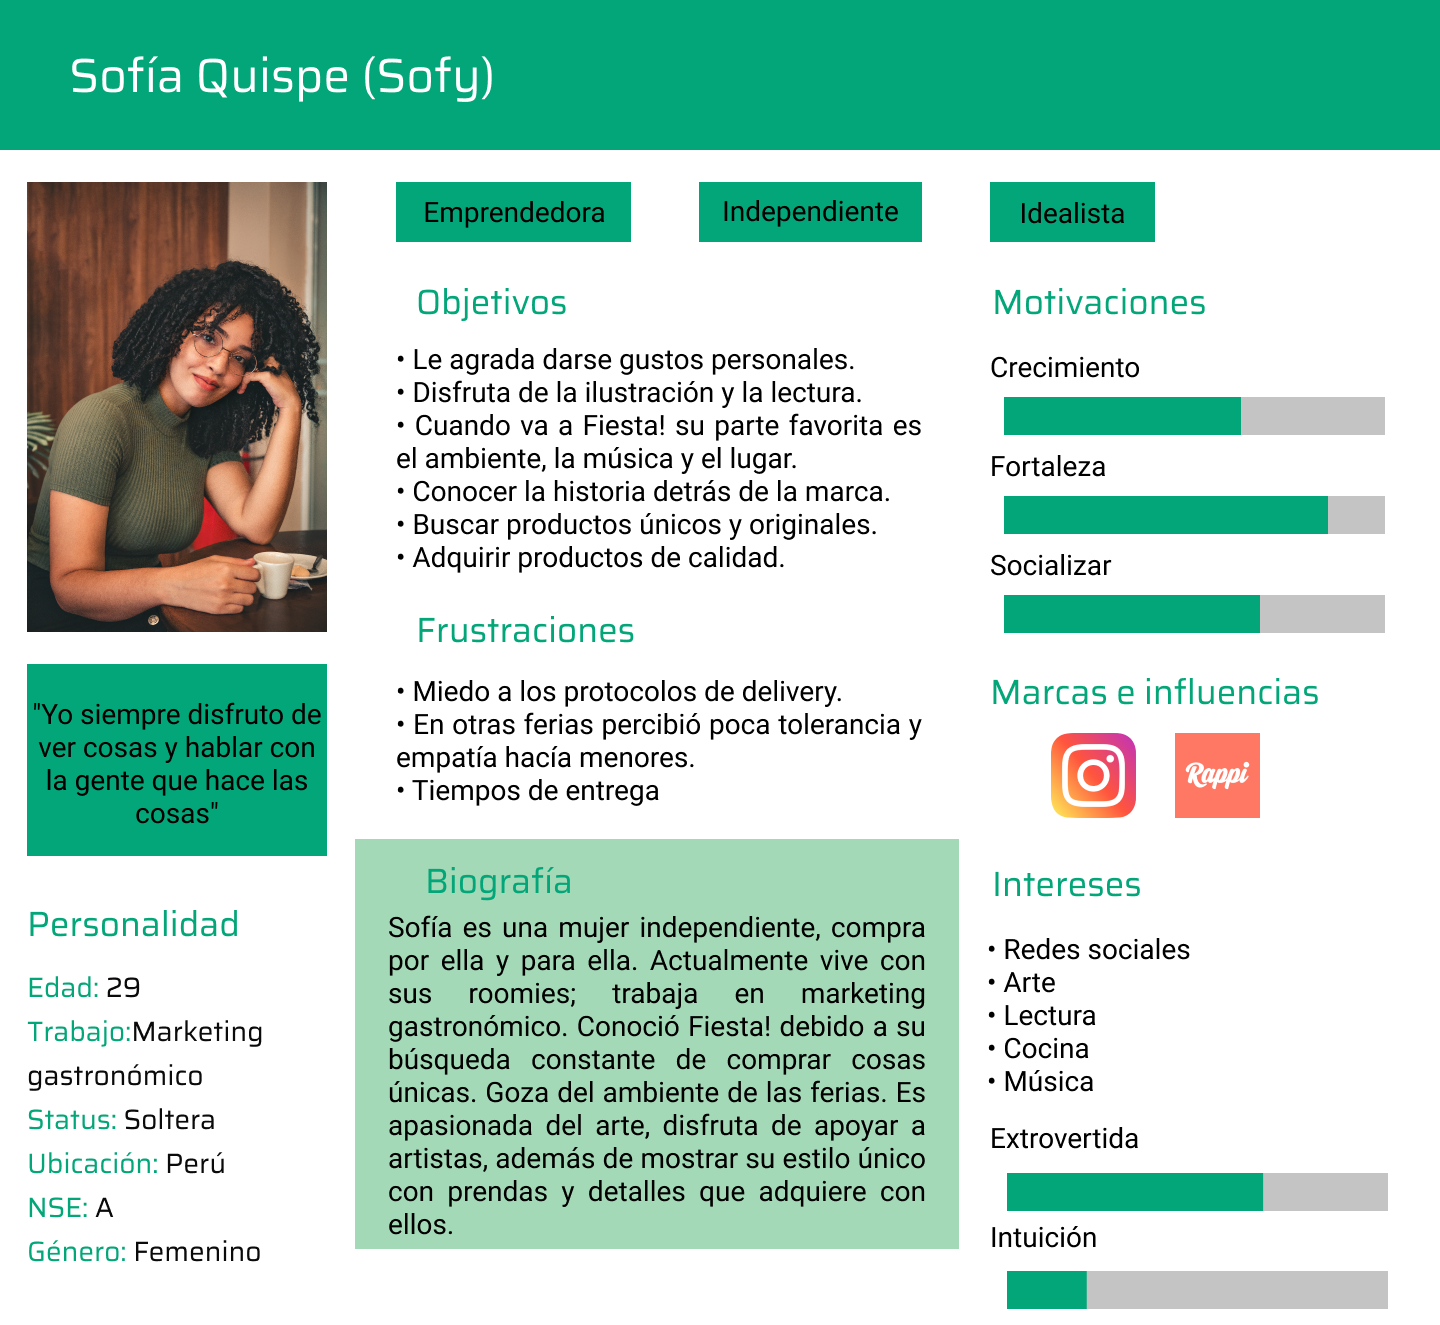 Sofía Quispe (Sofy)
Emprendedora
Independiente
Idealista
"Yo siempre disfruto de
ver cosas y hablar con
la gente que hace las
cosas"
Personalidad
Edad: 29
Trabajo:Marketing
gastronómico
Status: Soltera
Ubicación: Perú
NSE: A
Género: Femenino
Objetivos
• Le agrada darse gustos personales.
• Disfruta de la ilustración y la lectura.
• Cuando va a Fiesta! su parte favorita es
el ambiente, la música y el lugar.
• Conocer la historia detrás de la marca.
• Buscar productos únicos y originales.
• Adquirir productos de calidad.
Frustraciones
• Miedo a los protocolos de delivery.
• En otras ferias percibió poca tolerancia y
empatía hacía menores.
• Tiempos de entrega
Biografía
Sofía es una mujer independiente, compra
por ella y para ella. Actualmente vive con
sus roomies; trabaja en marketing
gastronómico. Conoció Fiesta! debido a su
búsqueda constante de comprar cosas
únicas. Goza del ambiente de las ferias. Es
apasionada del arte, disfruta de apoyar a
artistas, además de mostrar su estilo único
con prendas y detalles que adquiere con
ellos.
Motivaciones
Crecimiento
Fortaleza
Socializar
Marcas e influencias
Rappi
Intereses
• Redes sociales
• Arte
• Lectura
• Cocina
• Música
Extrovertida
Intuición